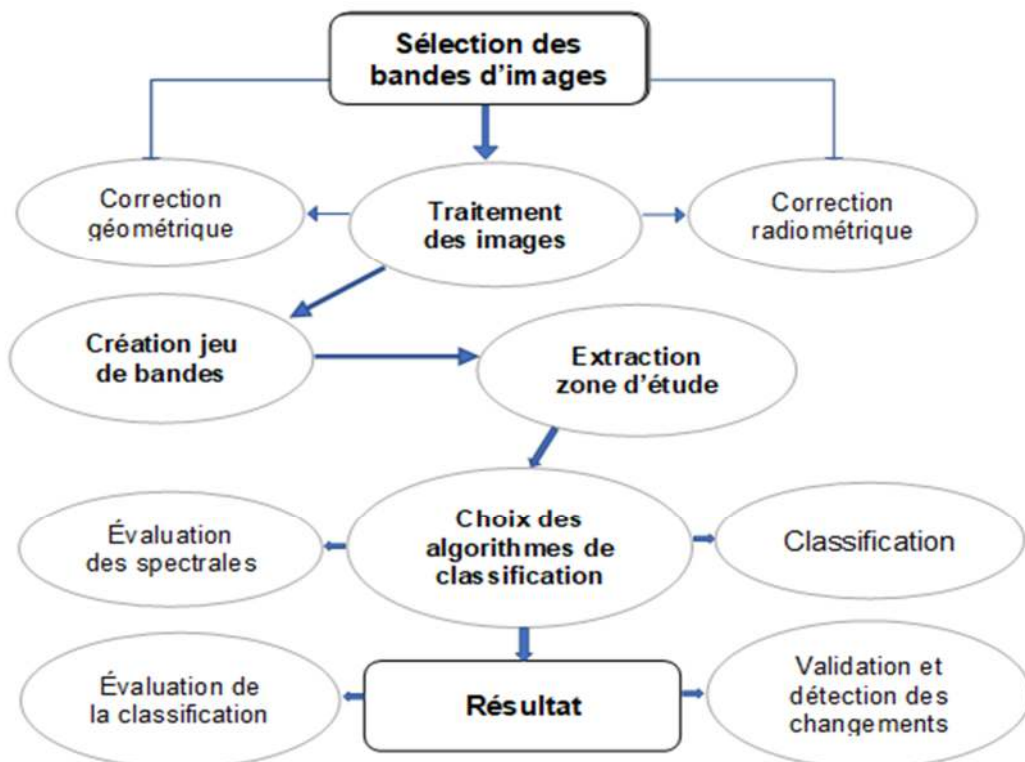 Sélection des
bandes d'images
Correction
géométrique
Traitement
des images
Correction
radiométrique
Création jeu
de bandes
Extraction
zone d'étude
Évaluation
des spectrales
Choix des
algorithmes de
classification
Classification
Évaluation de
la classification
Résultat
Validation et
détection des
changements